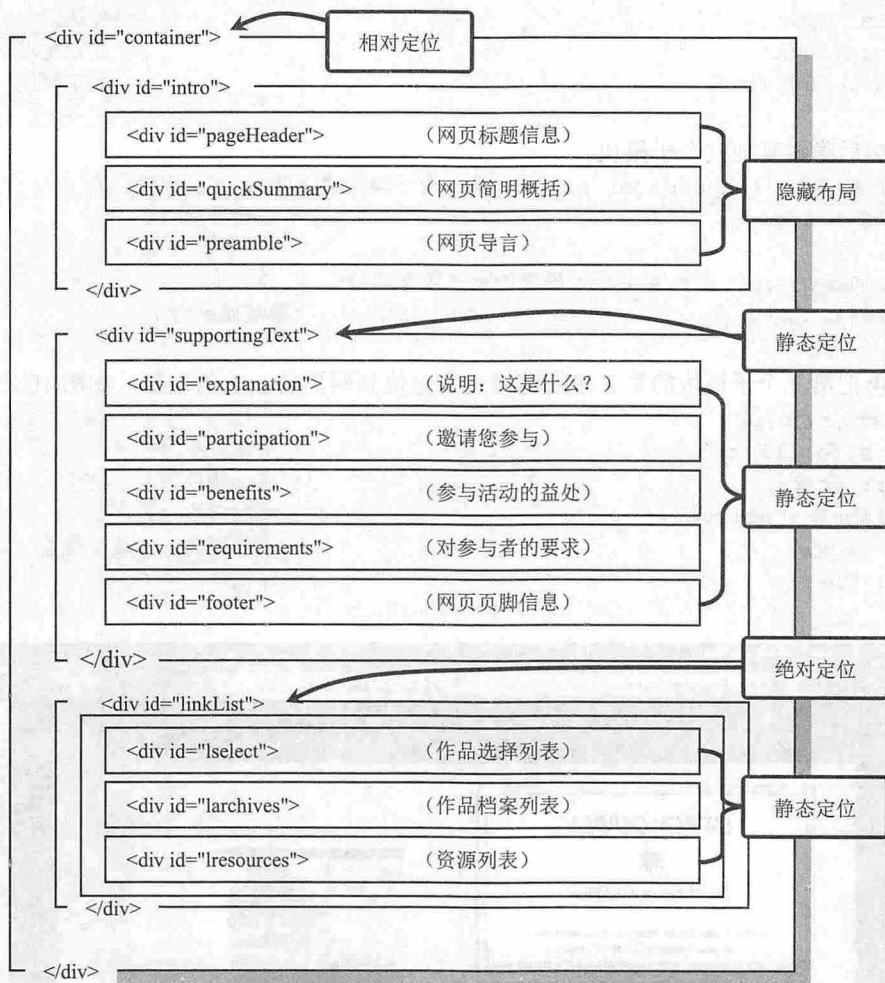 <div id="container">
相对定位
<div id="intro">
<div id="pageHeader"> （网页标题信息）
<div id="quickSummary"> （网页简明概括）
<div id="preamble"> （网页导言）
隐藏布局
</div>
<div id="supportingText">
静态定位
<div id="explanation"> （说明：这是什么？）
<div id="participation"> （邀请您参与）
<div id="benefits"> （参与活动的益处）
<div id="requirements"> （对参与者的要求）
<div id="footer"> （网页页脚信息）
静态定位
</div>
绝对定位
<div id="linkList">
<div id="lselect"> （作品选择列表）
<div id="larchives"> （作品档案列表）
<div id="lresources"> （资源列表）
静态定位
</div>
</div>